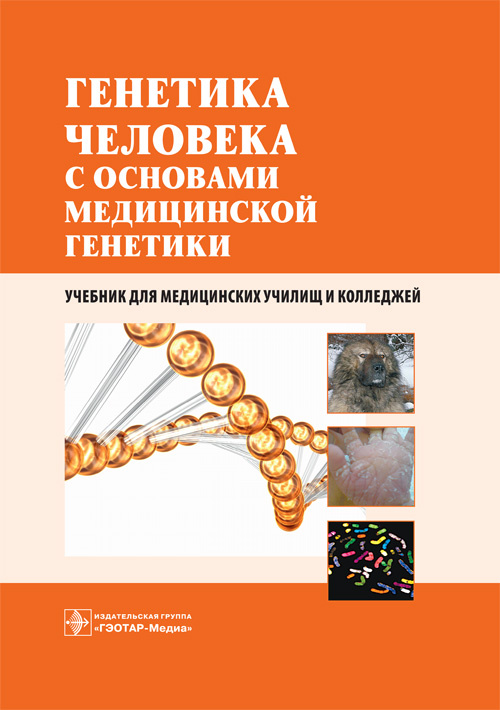 ГЕНЕТИКА
ЧЕЛОВЕКА
С ОСНОВАМИ
МЕДИЦИНСКОЙ
ГЕНЕТИКИ
УЧЕБНИК ДЛЯ МЕДИЦИНСКИХ УЧИЛИЩ И КОЛЛЕДЖЕЙ
ИЗДАТЕЛЬСКАЯ ГРУППА
«ГЭОТАР-Медиа»